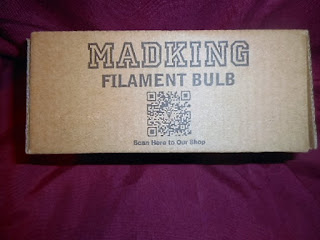 MADKING
FILAMENT BULB
Scan Here to Our Shop